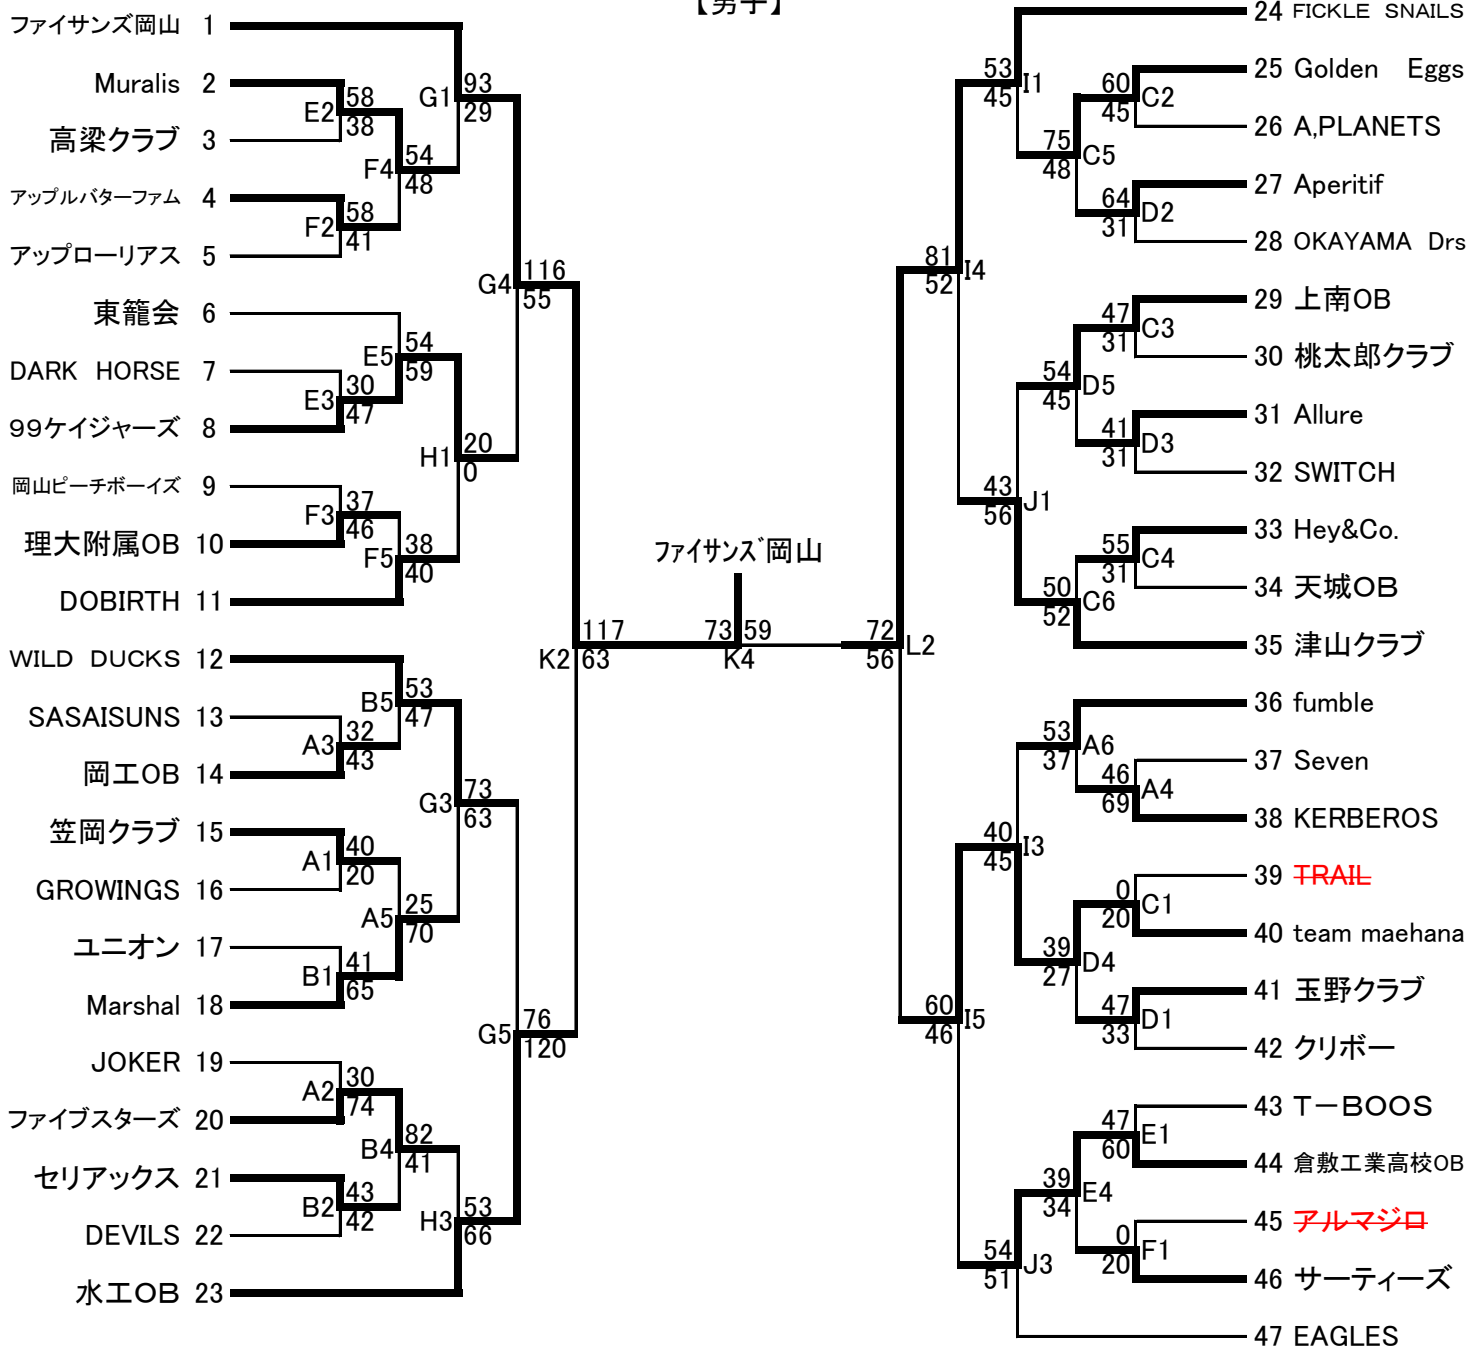 【男子】
ファイサンズ岡山 1
Muralis 2
高梁クラブ 3
アップルバターファム 4
アップローリアス 5
東籠会 6
DARK HORSE 7
99ケイジャーズ 8
岡山ピーチボーイズ 9
理大附属OB 10
DOBIRTH 11
WILD DUCKS 12
SASAISUNS 13
岡工OB 14
笠岡クラブ 15
GROWINGS 16
ユニオン 17
Marshal 18
JOKER 19
ファイブスターズ 20
セリアックス 21
DEVILS 22
水工OB 23
E2 58 38
F2 58 41
E3 30 47
F3 37 46
A3 32 43
A1 40 20
B1 41 65
A2 30 74
B2 43 42
F4 54 48
E5 54 59
F5 38 40
B5 53 47
A5 25 70
B4 82 41
G1 93 29
H1 20 0
G3 73 63
H3 53 66
G4 116 55
G5 76 120
K2 117 63
ファイサンズ岡山
73 59
K4
72 56 L2
81 52 I4
60 46 I5
53 45 I1
43 56 J1
40 45 I3
54 51 J3
75 48 C5
54 45 D5
50 52 C6
53 37 A6
39 27 D4
39 34 E4
60 45 C2
64 31 D2
47 31 C3
41 31 D3
55 31 C4
46 69 A4
0 20 C1
47 33 D1
47 60 E1
0 20 F1
24 FICKLE SNAILS
25 Golden Eggs
26 A,PLANETS
27 Aperitif
28 OKAYAMA Drs
29 上南OB
30 桃太郎クラブ
31 Allure
32 SWITCH
33 Hey&Co.
34 天城OB
35 津山クラブ
36 fumble
37 Seven
38 KERBEROS
39 TRAIL
40 team maehana
41 玉野クラブ
42 クリボー
43 T－BOOS
44 倉敷工業高校OB
45 アルマジロ
46 サーティーズ
47 EAGLES